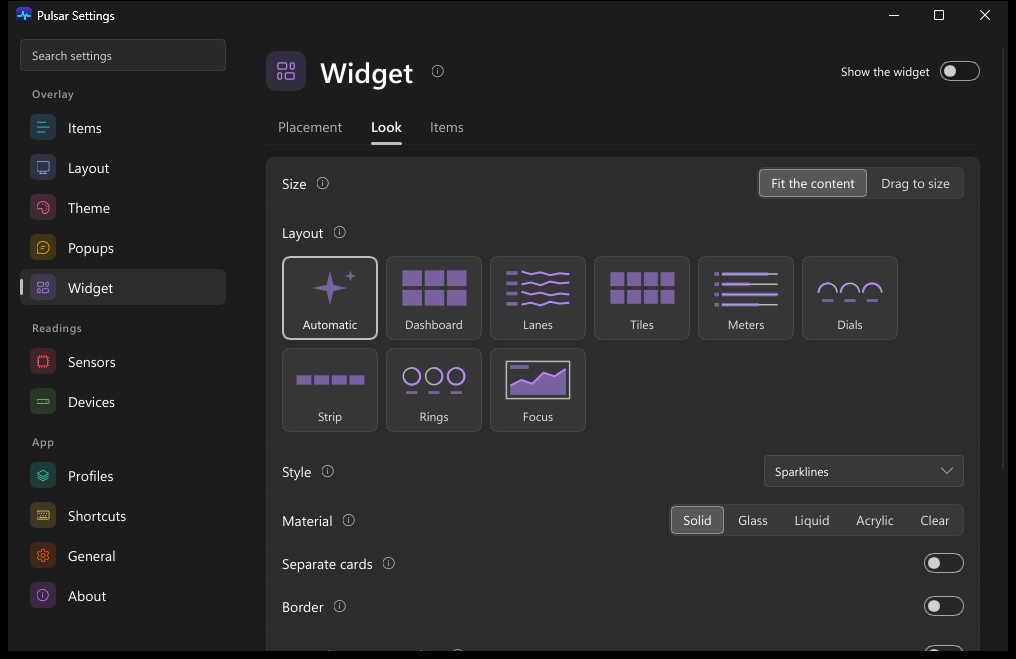 Pulsar Settings
Search settings
Overlay
Items
Layout
Theme
Popups
Widget
Readings
Sensors
Devices
App
Profiles
Shortcuts
General
About
Widget
Show the widget
Placement Look Items
Size
Fit the content Drag to size
Layout
Automatic Dashboard Lanes Tiles Meters Dials
Strip Rings Focus
Style
Sparklines
Material
Solid Glass Liquid Acrylic Clear
Separate cards
Border